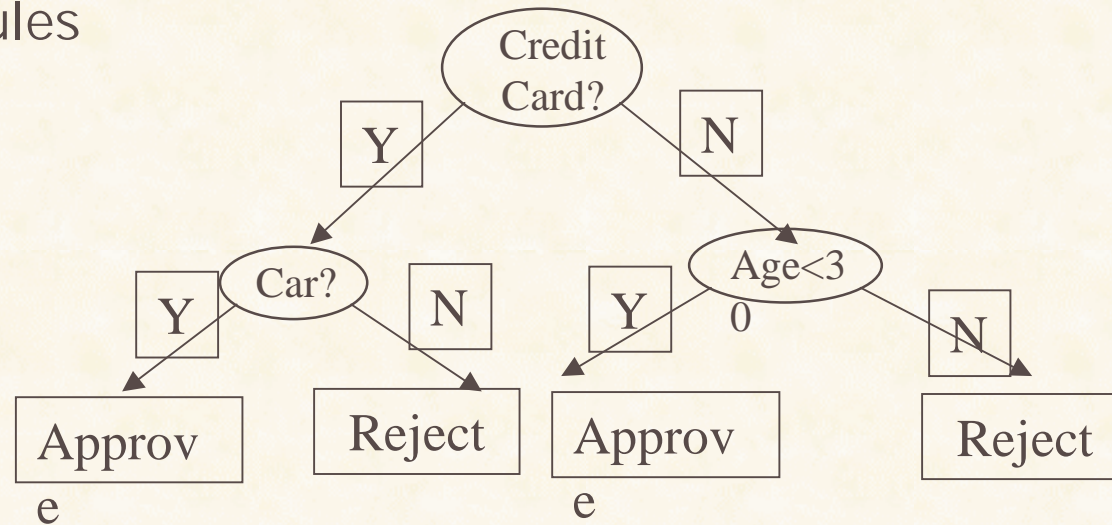 ules
Credit
Card?
Y
N
Car?
Age<3
0
Y
N
Y
N
Approv
e
Reject
Approv
e
Reject